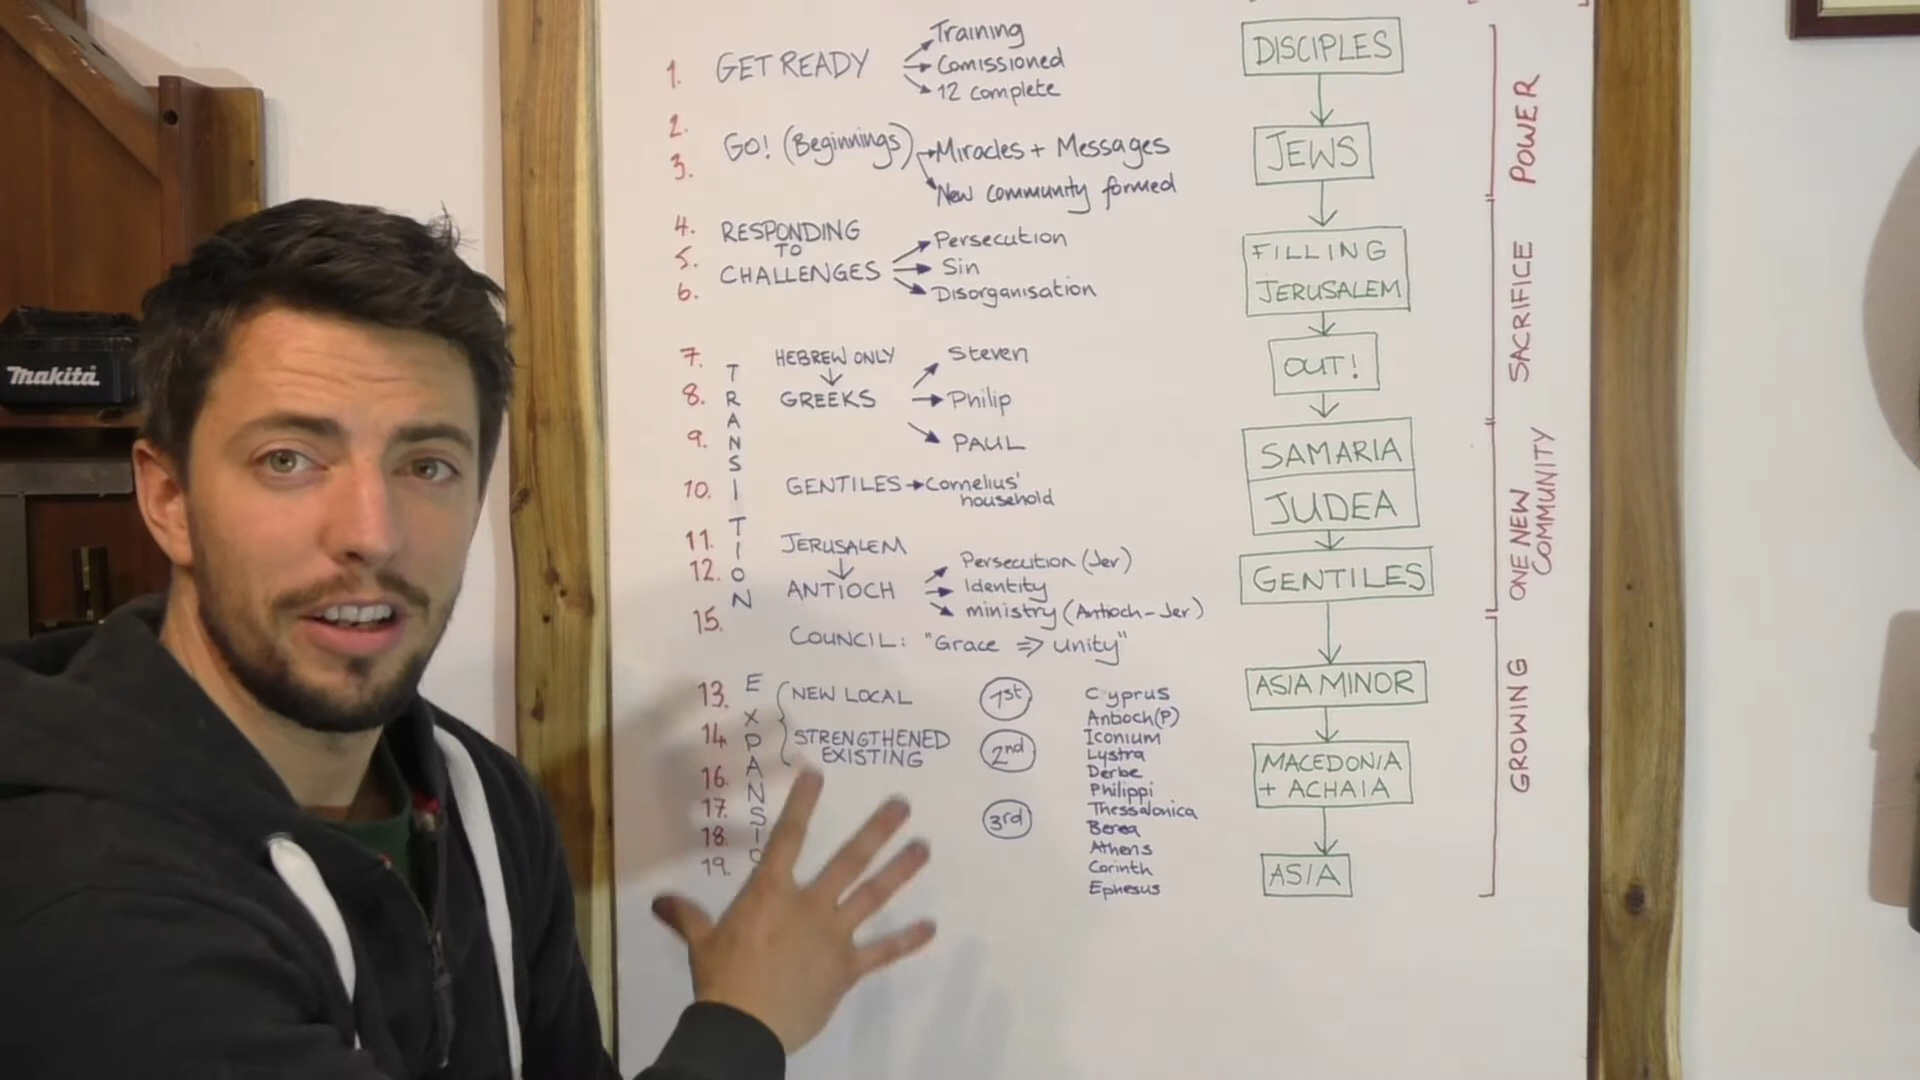 makita
1. GET READY
Training
Comissioned
12 complete
2.
3.
GO! (Beginnings)
Miracles + Messages
New community formed
4.
5.
6.
RESPONDING
TO
CHALLENGES
Persecution
Sin
Disorganisation
TRANSITION
7. HEBREW ONLY
8. GREEKS
9.
Steven
Philip
PAUL
10. GENTILES Cornelius'
household
11. JERUSALEM
12. ANTIOCH
Persecution (Jer)
Identity
ministry (Antioch-Jer)
15. COUNCIL: "Grace => unity"
EXPANSIO
13. NEW LOCAL
14. STRENGTHENED
EXISTING
16.
17.
18.
19.
1st
2nd
3rd
Cyprus
Antioch(P)
Iconium
Lystra
Derbe
Philippi
Thessalonica
Berea
Athens
Corinth
Ephesus
DISCIPLES
JEWS
FILLING
JERUSALEM
OUT!
SAMARIA
JUDEA
GENTILES
ASIA MINOR
MACEDONIA
+ ACHAIA
ASIA
POWER
SACRIFICE
ONE NEW
COMMUNITY
GROWING